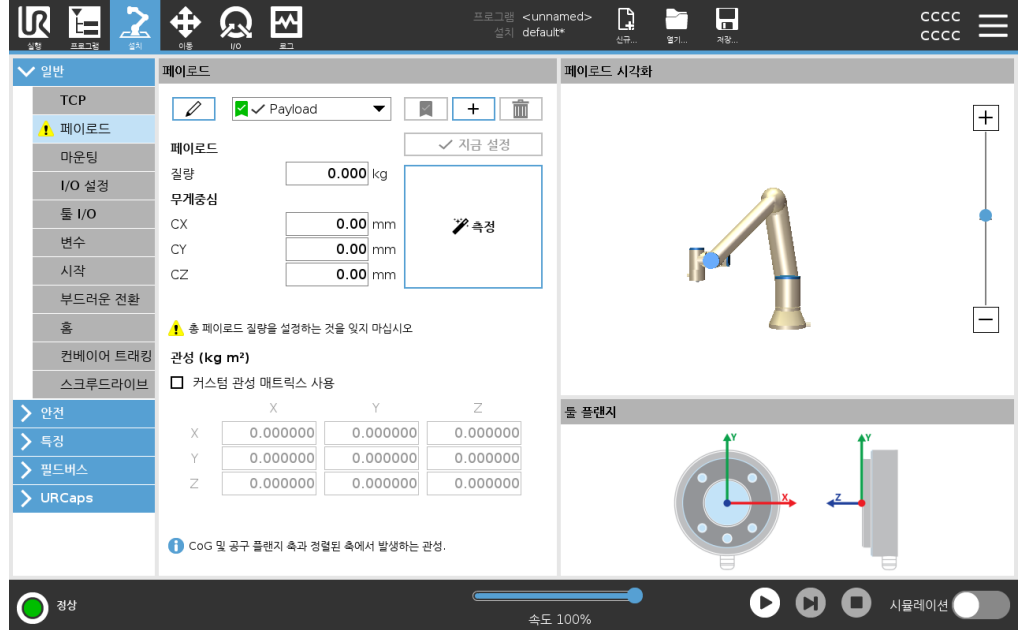 UR
실행 프로그램 설치 이동 I/O 로그
프로그램 <unnamed>
설치 default*
신규... 열기... 저장...
CCCC
CCCC
일반
TCP
페이로드
마운팅
I/O 설정
툴 I/O
변수
시작
부드러운 전환
홈
컨베이어 트래킹
스크루드라이브
안전
특징
필드버스
URCaps
페이로드
Payload
페이로드
지금 설정
질량 0.000 kg
무게중심
CX 0.00 mm
CY 0.00 mm
CZ 0.00 mm
측정
총 페이로드 질량을 설정하는 것을 잊지 마십시오
관성 (kg m²)
커스텀 관성 매트릭스 사용
X Y Z
X 0.000000 0.000000 0.000000
Y 0.000000 0.000000 0.000000
Z 0.000000 0.000000 0.000000
CoG 및 공구 플랜지 축과 정렬된 축에서 발생하는 관성.
페이로드 시각화
툴 플랜지
Y
X
Y
Z
정상
속도 100%
시뮬레이션